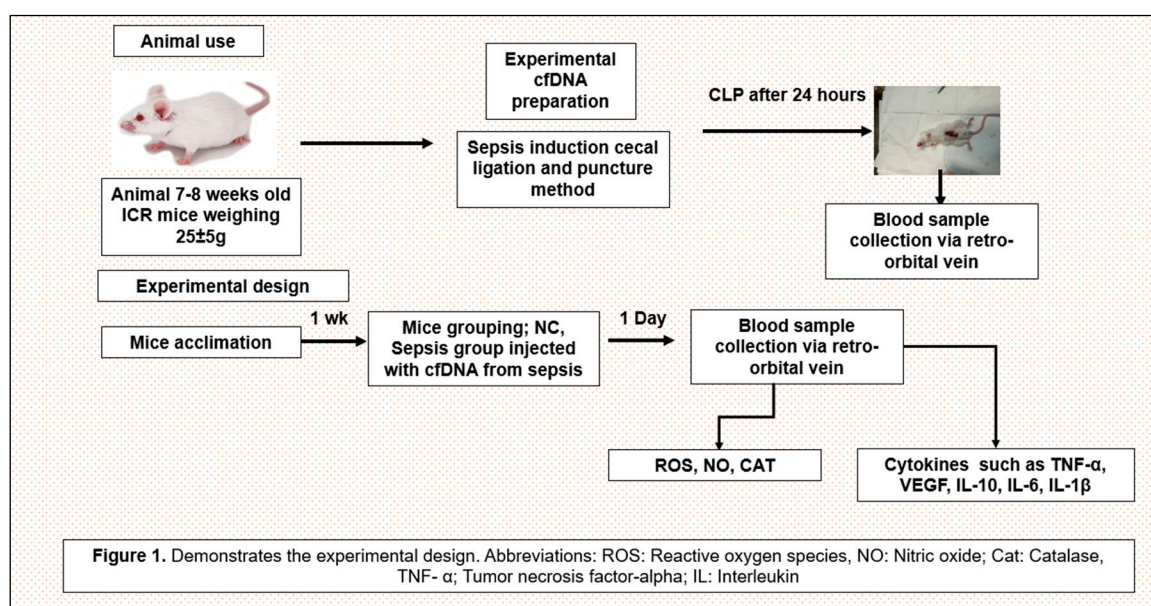 Animal use
Experimental
cfDNA
preparation
CLP after 24 hours
Sepsis induction cecal
ligation and puncture
method
Animal 7-8 weeks old
ICR mice weighing
25±5g
Blood sample
collection via retro-
orbital vein
Experimental design
Mice acclimation
1 wk
Mice grouping; NC,
Sepsis group injected
with cfDNA from sepsis
1 Day
Blood sample
collection via retro-
orbital vein
ROS, NO, CAT
Cytokines such as TNF-α,
VEGF, IL-10, IL-6, IL-1β
Figure 1. Demonstrates the experimental design. Abbreviations: ROS: Reactive oxygen species, NO: Nitric oxide; Cat: Catalase,
TNF- α; Tumor necrosis factor-alpha; IL: Interleukin